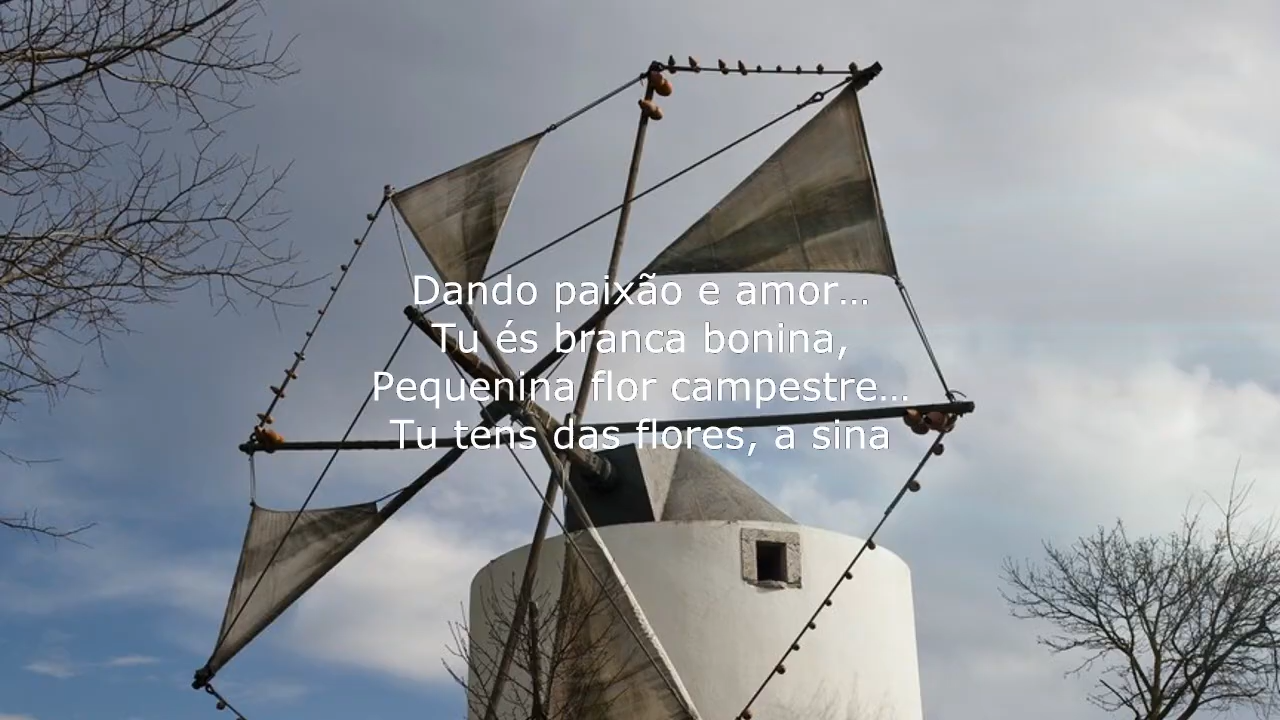 Dando paixão e amor...
Tu és branca bonina,
Pequenina flor campestre...
Tu tens das flores, a sina